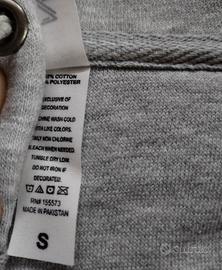 % COTTON
POLYESTER
EXCLUSIVE OF
DECORATION
MACHINE WASH COLD
WITH LIKE COLORS.
ONLY NON CHLORINE
BLEACH WHEN NEEDED.
TUMBLE DRY LOW.
DO NOT IRON IF
DECORATED.
RN# 155573
MADE IN PAKISTAN
S
SUBITO